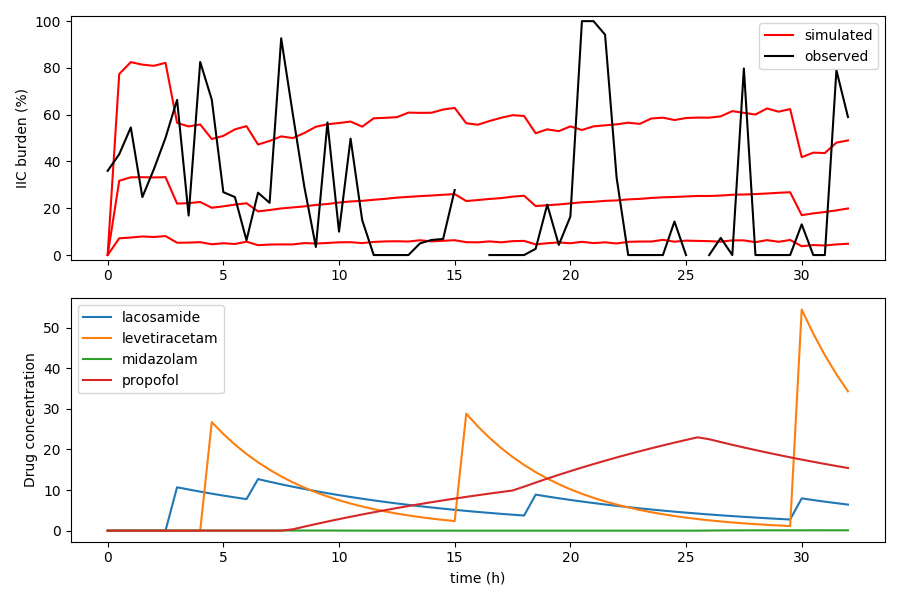 100
80
60
40
20
0
IIC burden (%)
simulated
observed
0 5 10 15 20 25 30
50
40
30
20
10
0
Drug concentration
lacosamide
levetiracetam
midazolam
propofol
0 5 10 15 20 25 30
time (h)